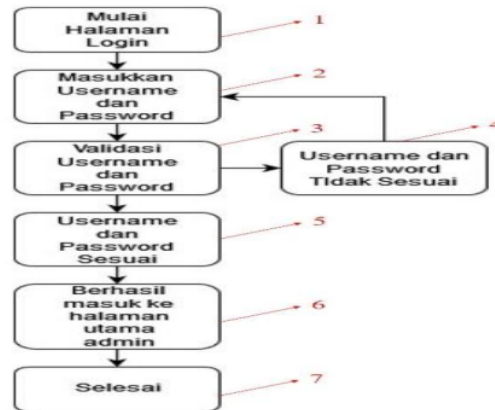 Mulai
Halaman
Login
1
Masukkan
Username
dan
Password
2
Validasi
Username
dan
Password
3
Username dan
Password
TIdak Sesuai
4
Username
dan
Password
Sesuai
5
Berhasil
masuk ke
halaman
utama
admin
6
Selesai
7